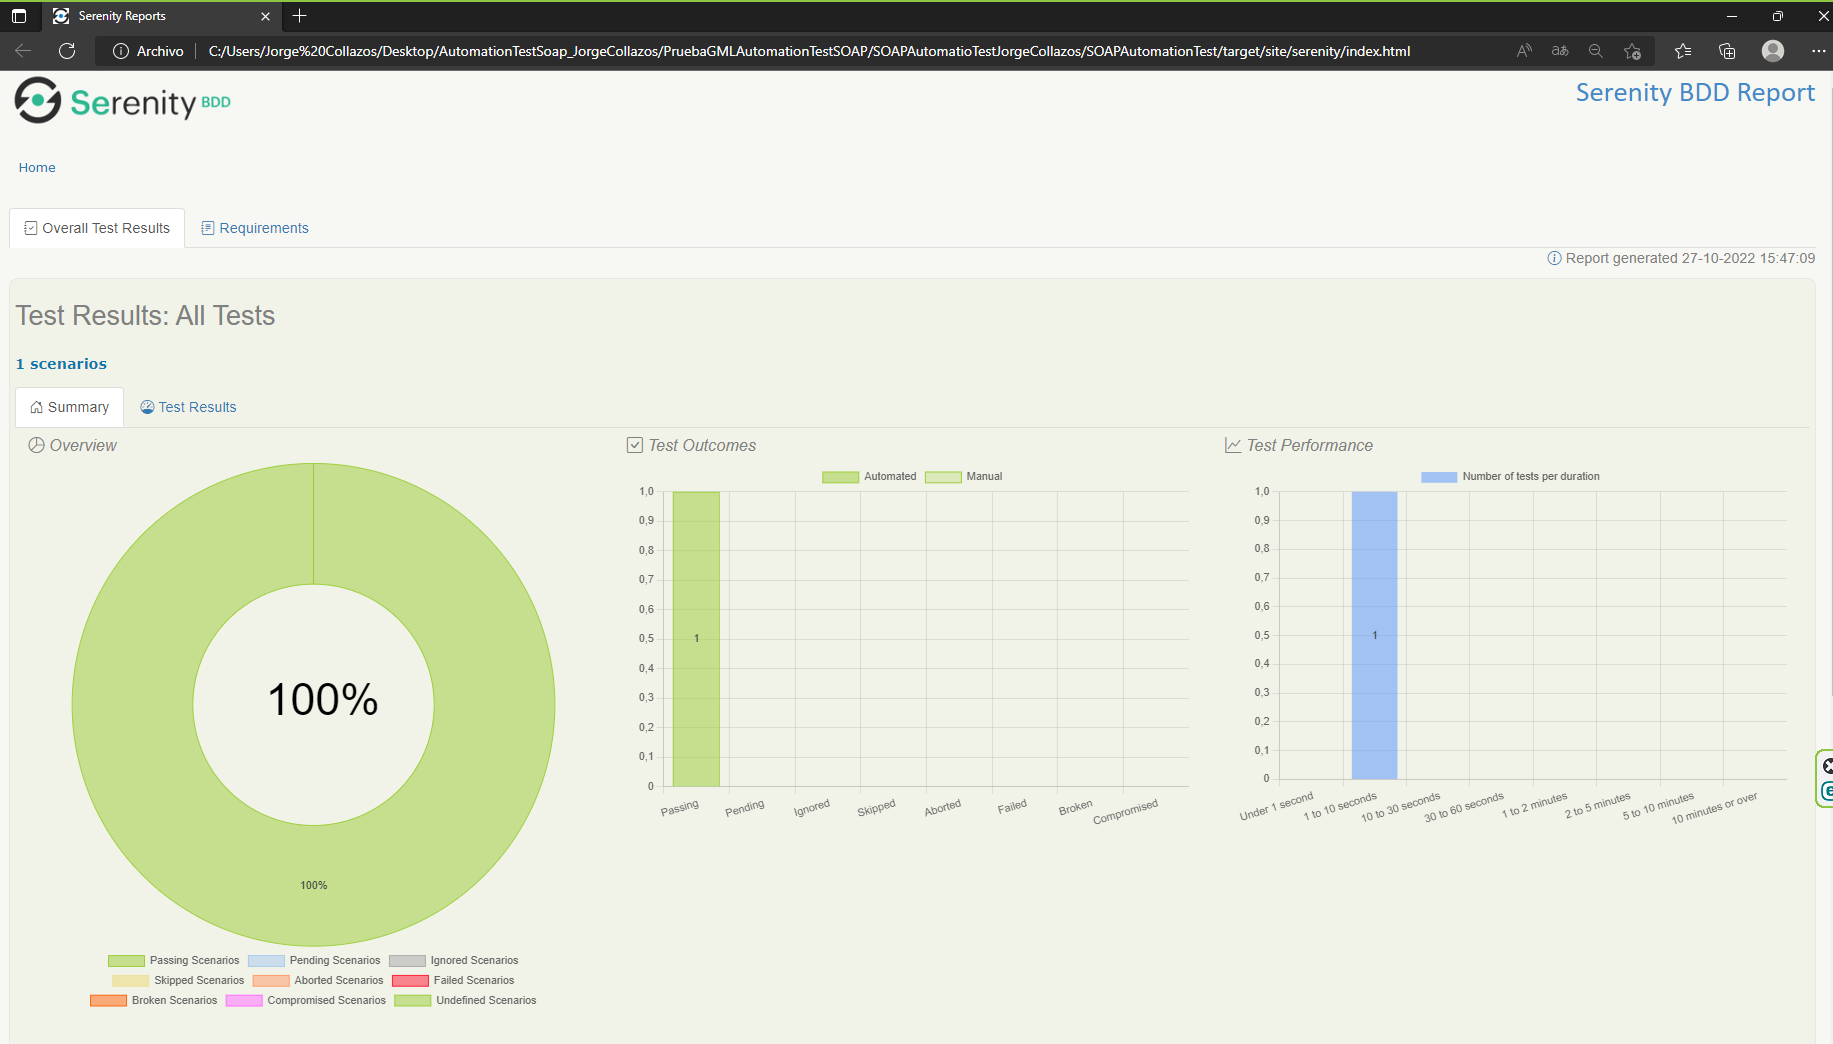 Serenity Reports
Archivo
C:/Users/Jorge%20Collazos/Desktop/AutomationTestSoap_JorgeCollazos/PruebaGMLAutomationTestSOAP/SOAPAutomatioTestJorgeCollazos/SOAPAutomationTest/target/site/serenity/index.html
Serenity BDD
Serenity BDD Report
Home
Overall Test Results
Requirements
Report generated 27-10-2022 15:47:09
Test Results: All Tests
1 scenarios
Summary
Test Results
Overview
100%
100%
Passing Scenarios
Pending Scenarios
Ignored Scenarios
Skipped Scenarios
Aborted Scenarios
Failed Scenarios
Broken Scenarios
Compromised Scenarios
Undefined Scenarios
Test Outcomes
Automated
Manual
1,0
0,9
0,8
0,7
0,6
0,5
0,4
0,3
0,2
0,1
0
1
Passing
Pending
Ignored
Skipped
Aborted
Failed
Broken
Compromised
Test Performance
Number of tests per duration
1,0
0,9
0,8
0,7
0,6
0,5
0,4
0,3
0,2
0,1
0
1
Under 1 second
1 to 10 seconds
10 to 30 seconds
30 to 60 seconds
1 to 2 minutes
2 to 5 minutes
5 to 10 minutes
10 minutes or over